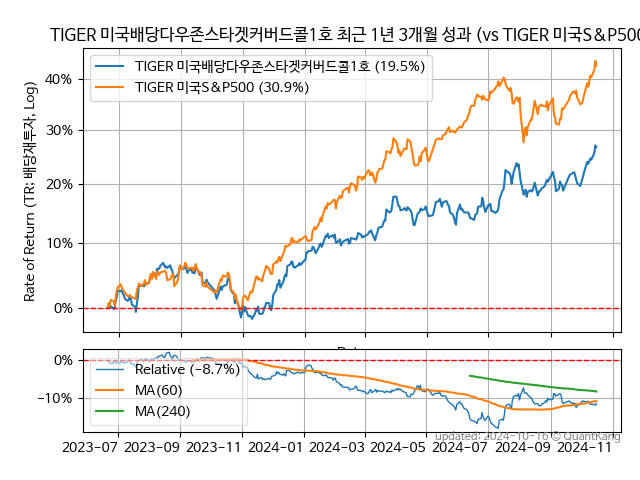 TIGER 미국배당다우존스타겟커버드콜1호 최근 1년 3개월 성과 (vs TIGER 미국S&P500
TIGER 미국배당다우존스타겟커버드콜1호 (19.5%)
TIGER 미국S&P500 (30.9%)
40%
30%
20%
10%
0%
Rate of Return (TR: 배당재투자, Log)
0%
−10%
Relative (−8.7%)
MA(60)
MA(240)
2023−07 2023−09 2023−11 2024−01 2024−03 2024−05 2024−07 2024−09 2024−11
updated: 2024-10-16 © QuantKang